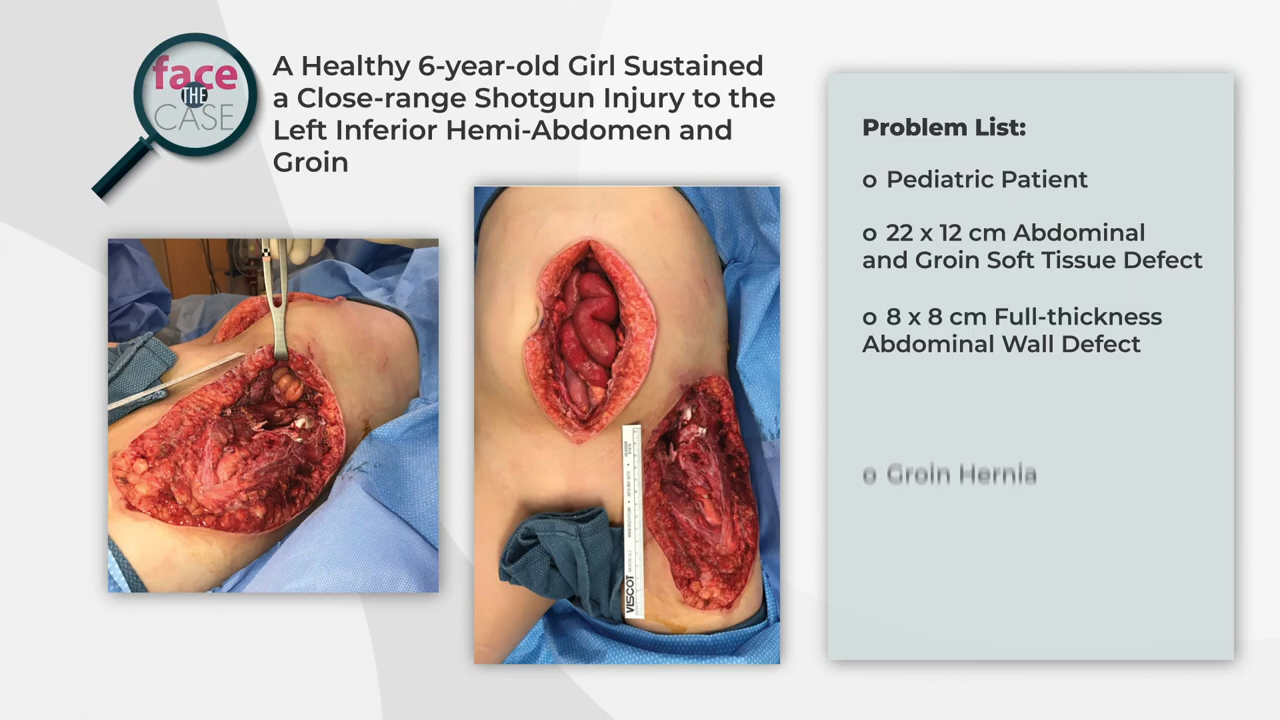 face
THE
CASE
A Healthy 6-year-old Girl Sustained
a Close-range Shotgun Injury to the
Left Inferior Hemi-Abdomen and
Groin
VISCOT
Problem List:
o Pediatric Patient
o 22 x 12 cm Abdominal
and Groin Soft Tissue Defect
o 8 x 8 cm Full-thickness
Abdominal Wall Defect
o Groin Hernia